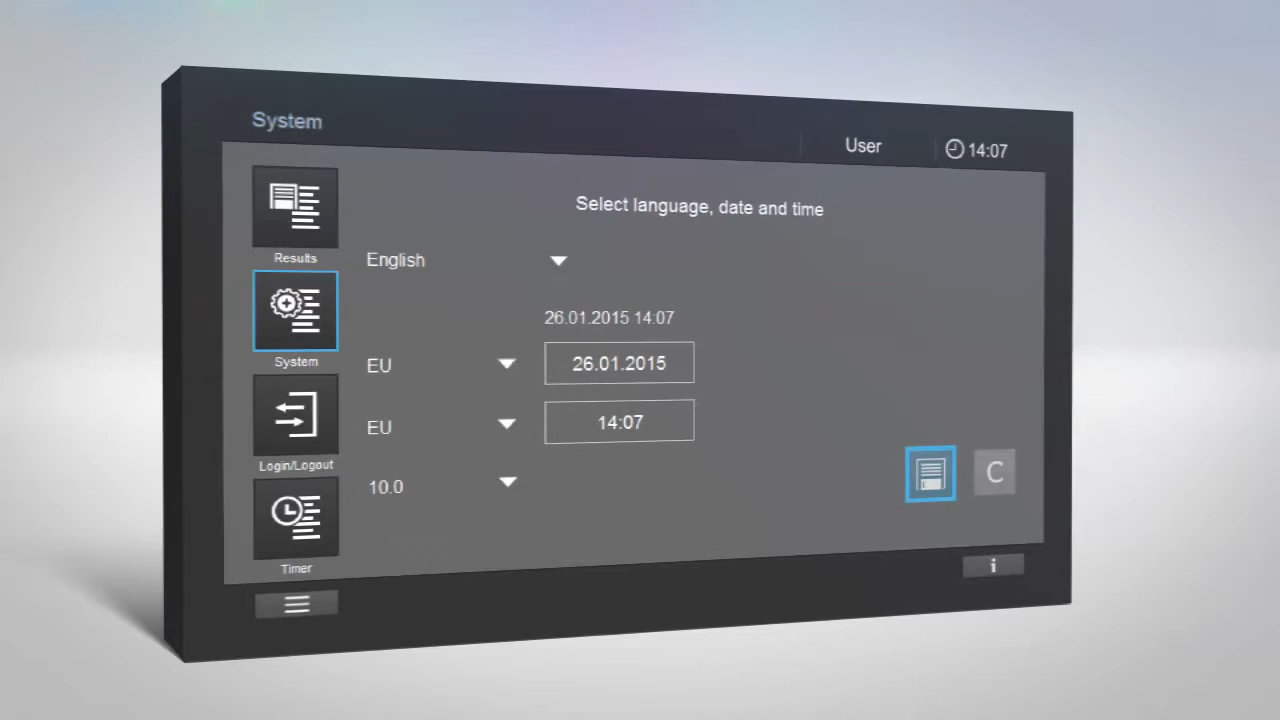 System
User
14:07
Select language, date and time
Results
English
26.01.2015 14:07
System
EU
26.01.2015
EU
14:07
Login/Logout
10.0
C
Timer
i